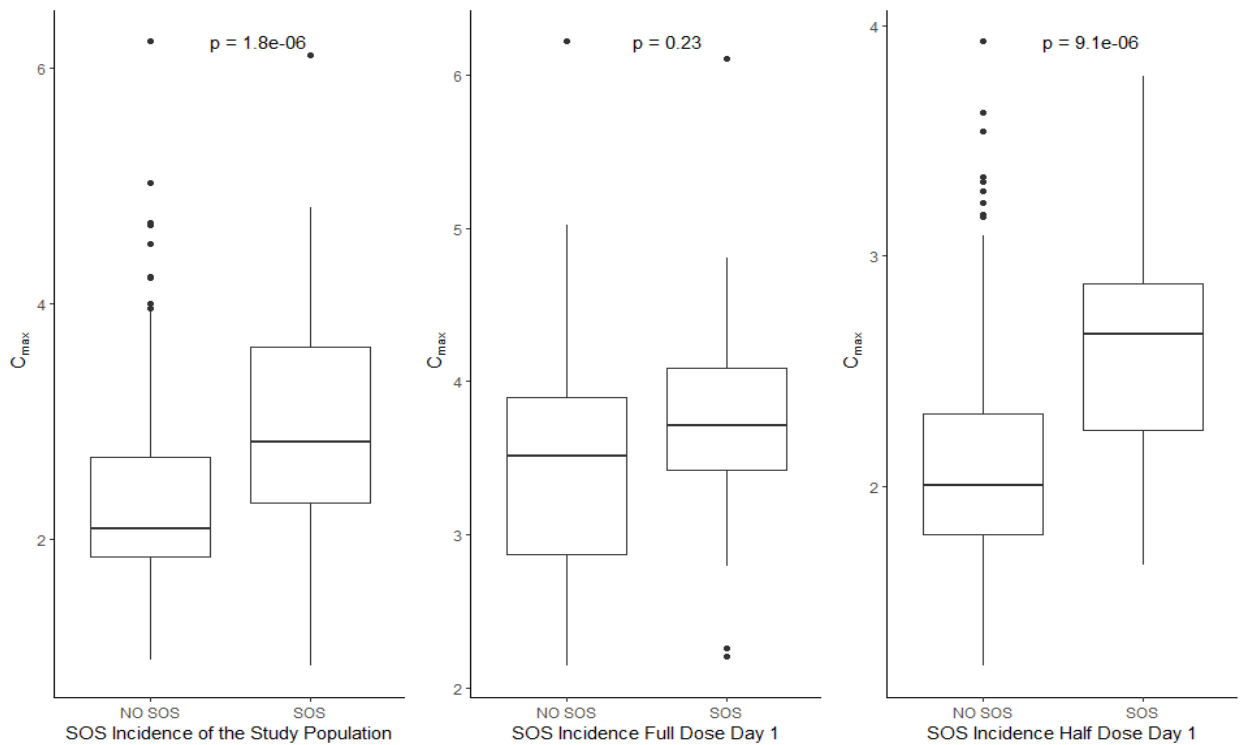 p = 1.8e-06
6
4
2
Cmax
NO SOS
SOS
SOS Incidence of the Study Population
p = 0.23
6
5
4
3
2
Cmax
NO SOS
SOS
SOS Incidence Full Dose Day 1
p = 9.1e-06
4
3
2
Cmax
NO SOS
SOS
SOS Incidence Half Dose Day 1